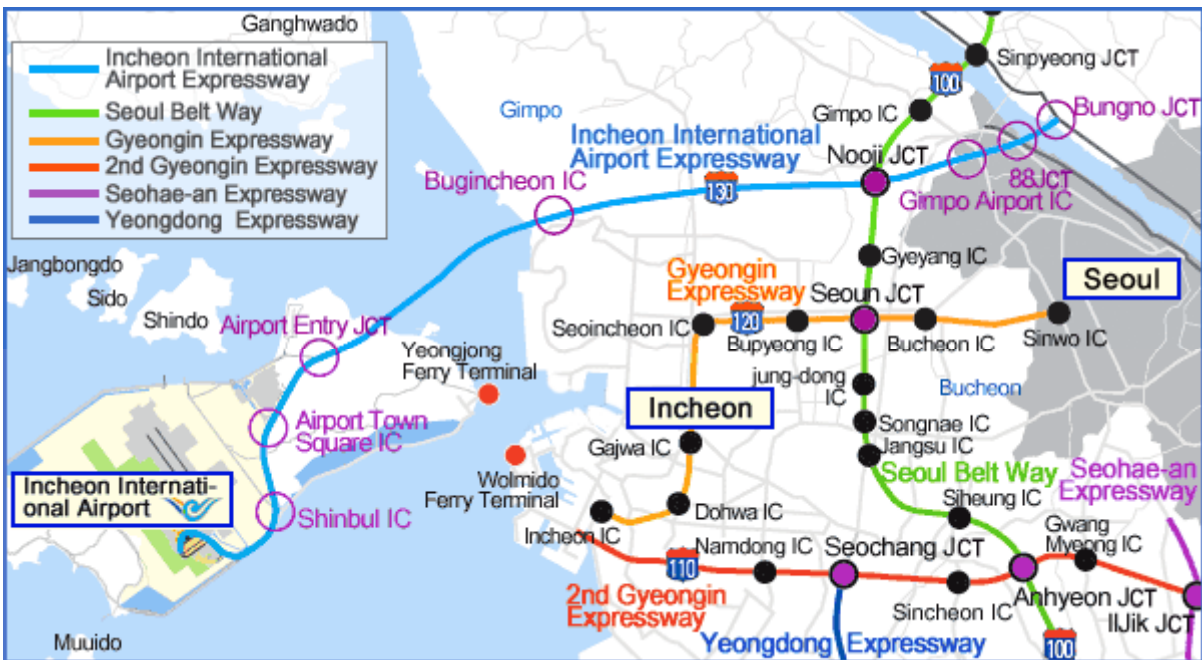 Ganghwado
Incheon International
Airport Expressway
Seoul Belt Way
Gyeongin Expressway
2nd Gyeongin Expressway
Seohae-an Expressway
Yeongdong Expressway
Sinpyeong JCT
100
Gimpo
Gimpo IC
Bungno JCT
Incheon International
Airport Expressway
Nooji JCT
88JCT
Gimpo Airport IC
Bugincheon IC
130
Gyeyang IC
Jangbongdo
Sido
Shindo
Gyeongin
Expressway
Seoun JCT
Seoul
Airport Entry JCT
Seoincheon IC
120
Bupyeong IC
Bucheon IC
Sinwo IC
Yeongjong
Ferry Terminal
jung-dong
IC
Bucheon
Incheon
Airport Town
Square IC
Songnae IC
Gajwa IC
Jangsu IC
Seoul Belt Way
Seohae-an
Expressway
Incheon Internati-
onal Airport
Wolmido
Ferry Terminal
Siheung IC
Shinbul IC
Dohwa IC
Incheon IC
Gwang
Myeong IC
Namdong IC
Seochang JCT
110
2nd Gyeongin
Expressway
Sincheon IC
Anhyeon JCT
IlJik JCT
Muuido
Yeongdong Expressway
100